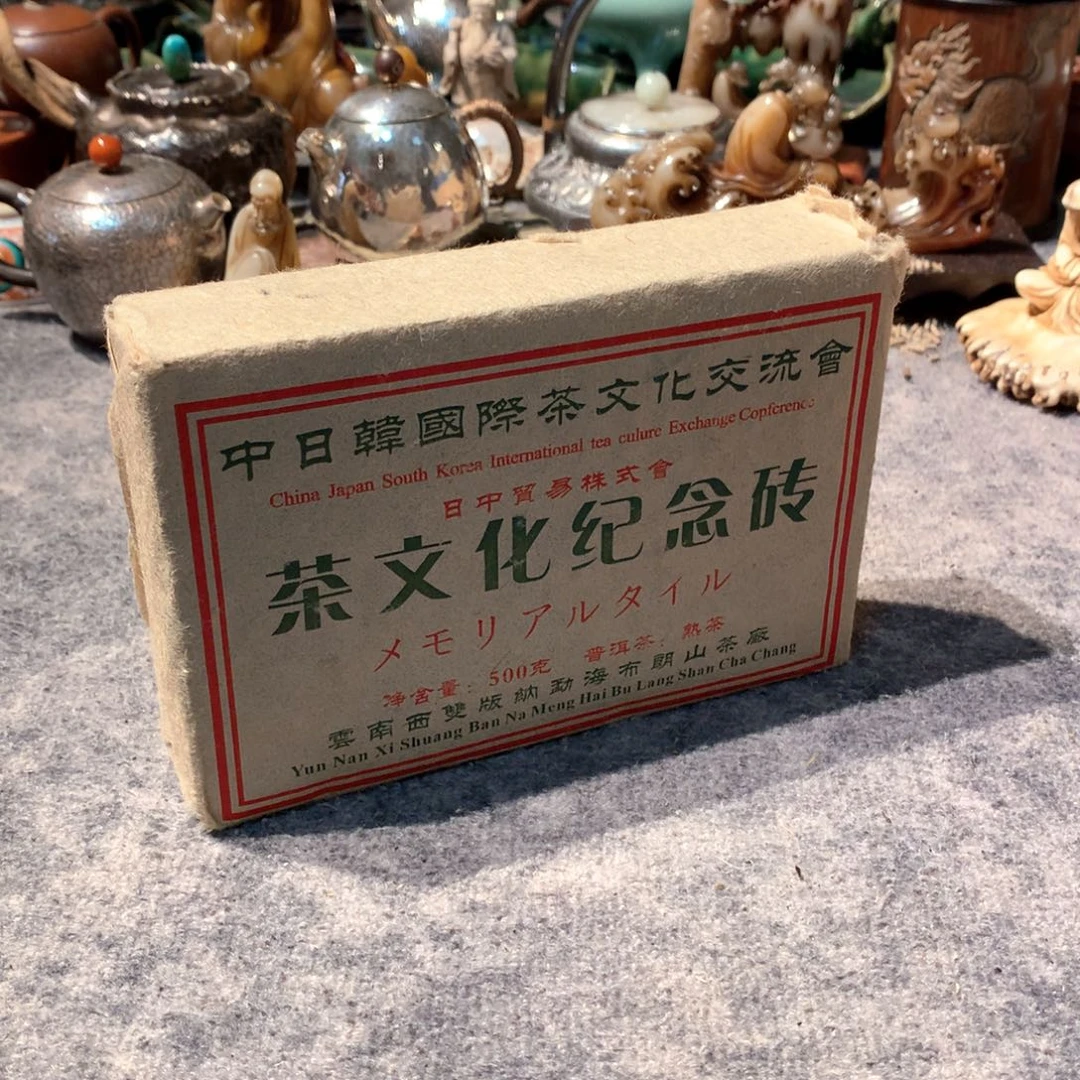 中日韓國際茶文化交流會
China Japan South Korea International tea culure Exchange Copference
日中貿易株式會
茶文化纪念砖
メモリアルタイル
净含量：500克 普洱茶：熟茶
雲南西雙版納勐海布朗山茶廠
Yun Nan Xi Shuang Ban Na Meng Hai Bu Lang Shan Cha Chang